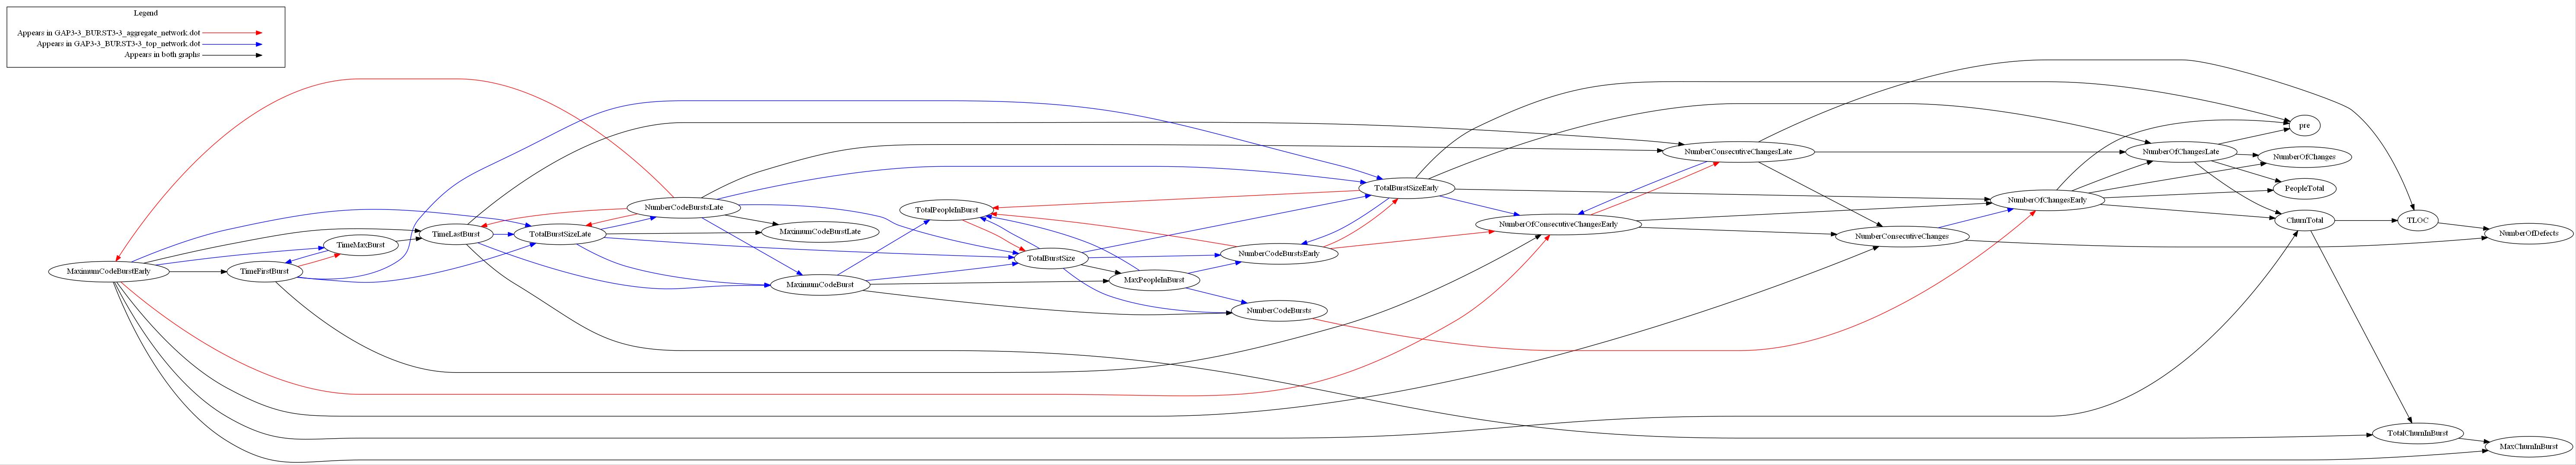 Legend
Appears in GAP3-3_BURST3-3_aggregate_network.dot
Appears in GAP3-3_BURST3-3_top_network.dot
Appears in both graphs
MaximumCodeBurstEarly
TimeFirstBurst
TimeMaxBurst
TimeLastBurst
TotalBurstSizeLate
NumberCodeBurstsLate
MaximumCodeBurstLate
MaximumCodeBurst
TotalPeopleInBurst
TotalBurstSize
MaxPeopleInBurst
NumberCodeBurstsEarly
NumberCodeBursts
TotalBurstSizeEarly
NumberOfConsecutiveChangesEarly
NumberConsecutiveChangesLate
NumberConsecutiveChanges
NumberOfChangesEarly
NumberOfChangesLate
pre
NumberOfChanges
PeopleTotal
ChurnTotal
TLOC
NumberOfDefects
TotalChurnInBurst
MaxChurnInBurst